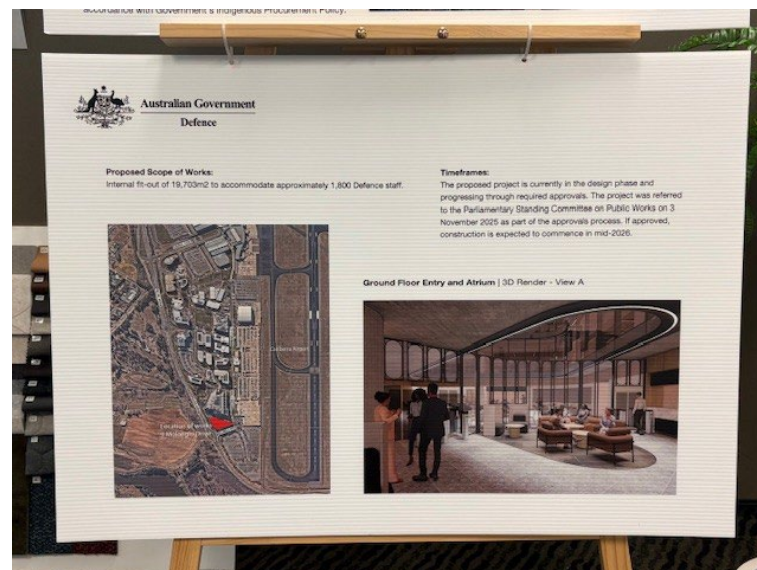 accordance with Government's Indigenous Procurement Policy.
Australian Government
Defence
Proposed Scope of Works:
Internal fit-out of 19,703m2 to accommodate approximately 1,800 Defence staff.
Timeframes:
The proposed project is currently in the design phase and
progressing through required approvals. The project was referred
to the Parliamentary Standing Committee on Public Works on 3
November 2025 as part of the approvals process. If approved,
construction is expected to commence in mid-2026.
Ground Floor Entry and Atrium | 3D Render - View A
Canberra Airport
Location of works